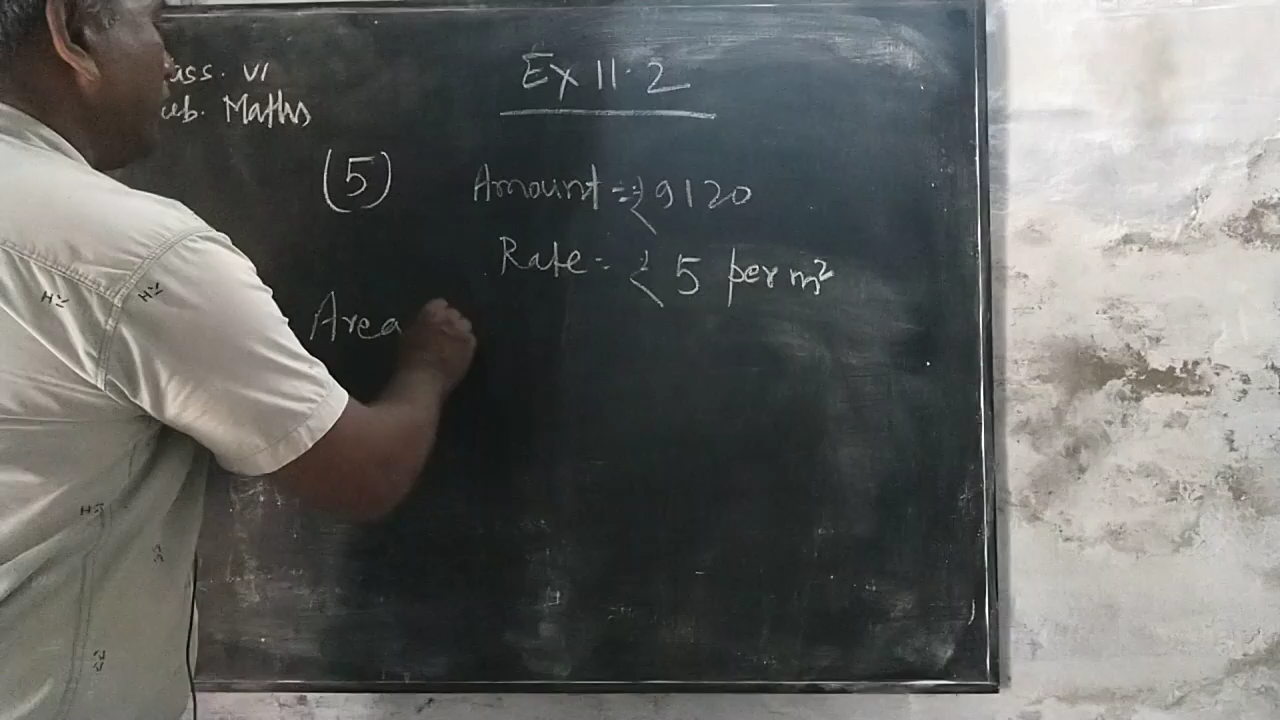 ass. VI
ub. Maths
Ex 11.2
(5)
Amount = ₹9120
Rate = ₹ 5 per m²
Area